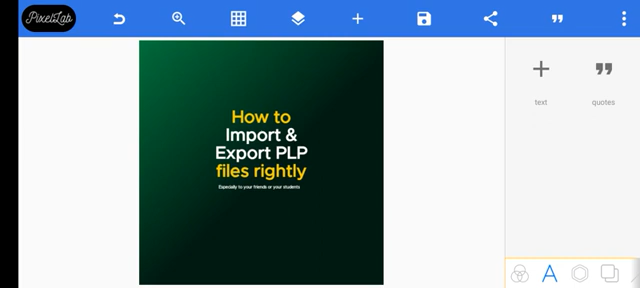 PixelLab
How to
Import &
Export PLP
files rightly
Especially to your friends or your students
text
quotes